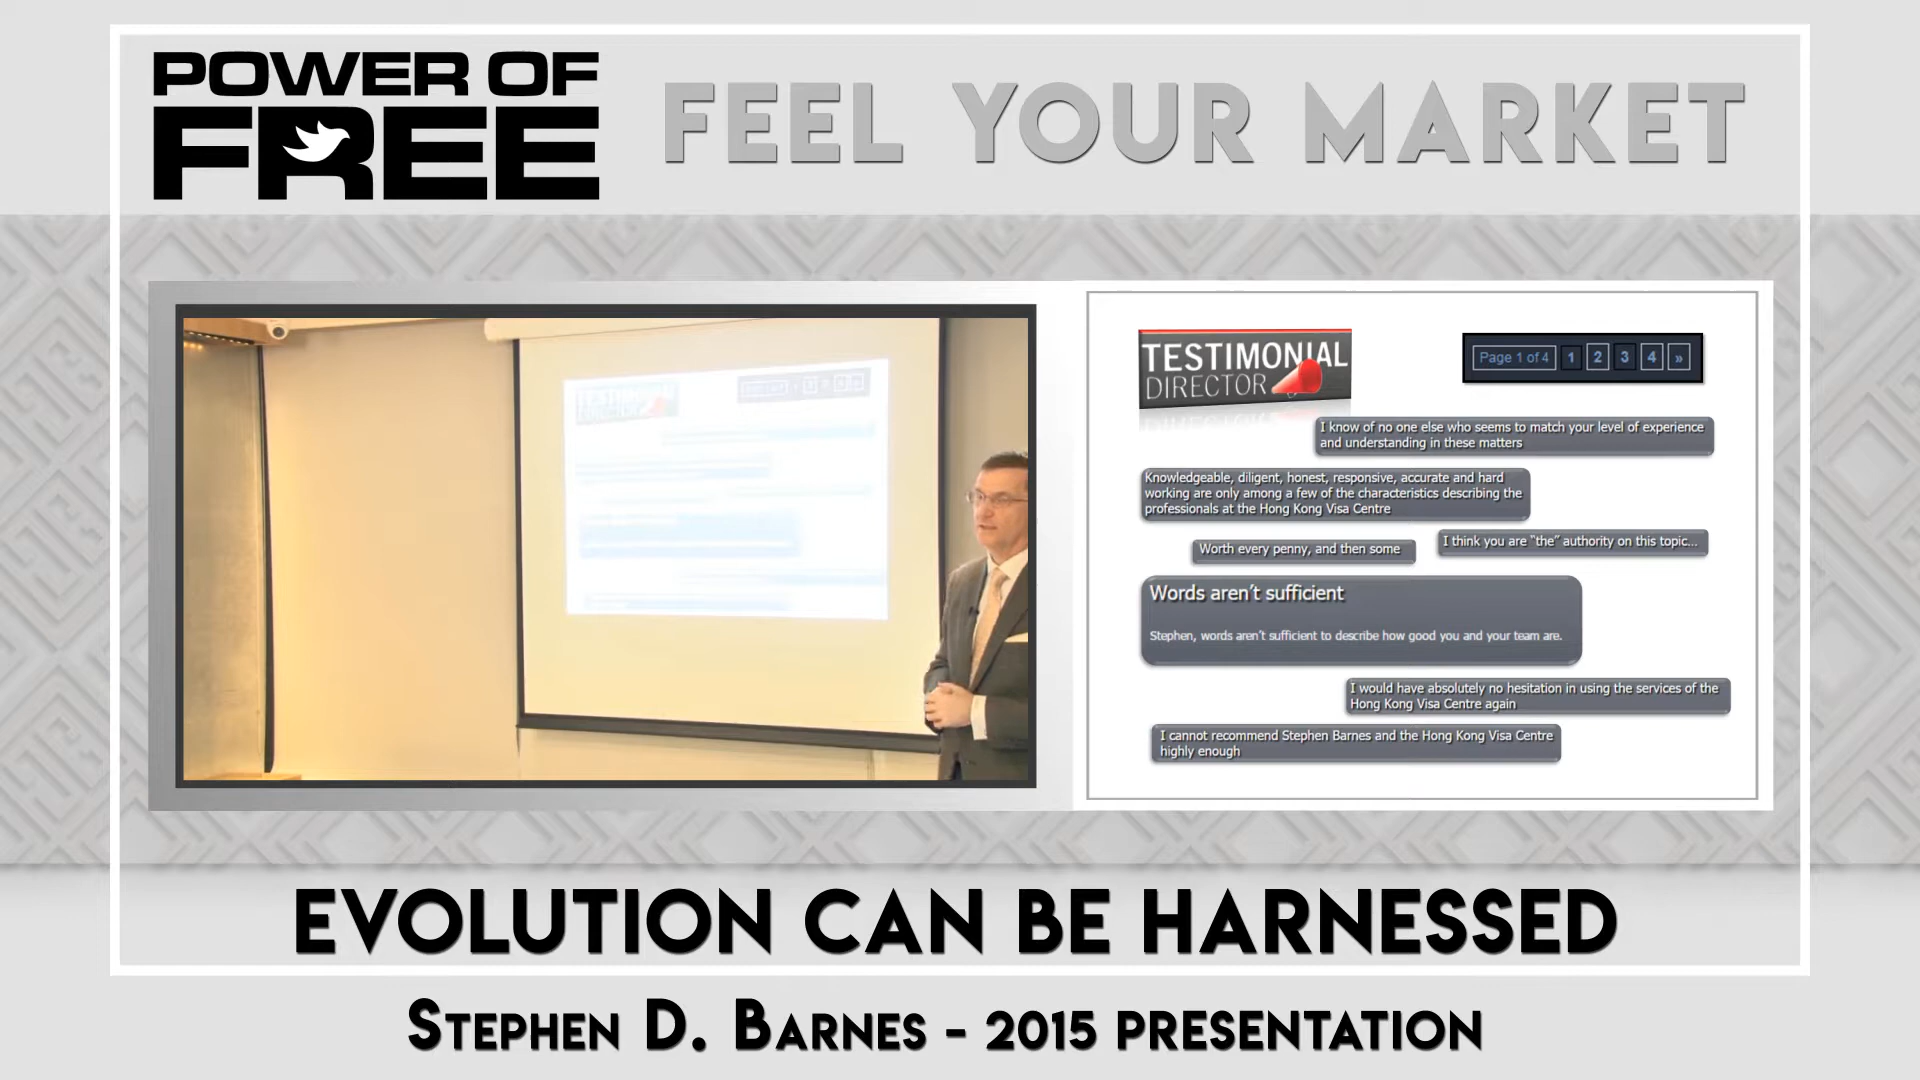 POWER OF
FREE
FEEL YOUR MARKET
TESTIMONIAL
DIRECTOR
Page 1 of 4 1 2 3 4 »
I know of no one else who seems to match your level of experience
and understanding in these matters
Knowledgeable, diligent, honest, responsive, accurate and hard
working are only among a few of the characteristics describing the
professionals at the Hong Kong Visa Centre
Worth every penny, and then some
I think you are “the” authority on this topic...
Words aren’t sufficient
Stephen, words aren’t sufficient to describe how good you and your team are.
I would have absolutely no hesitation in using the services of the
Hong Kong Visa Centre again
I cannot recommend Stephen Barnes and the Hong Kong Visa Centre
highly enough
EVOLUTION CAN BE HARNESSED
STEPHEN D. BARNES - 2015 PRESENTATION